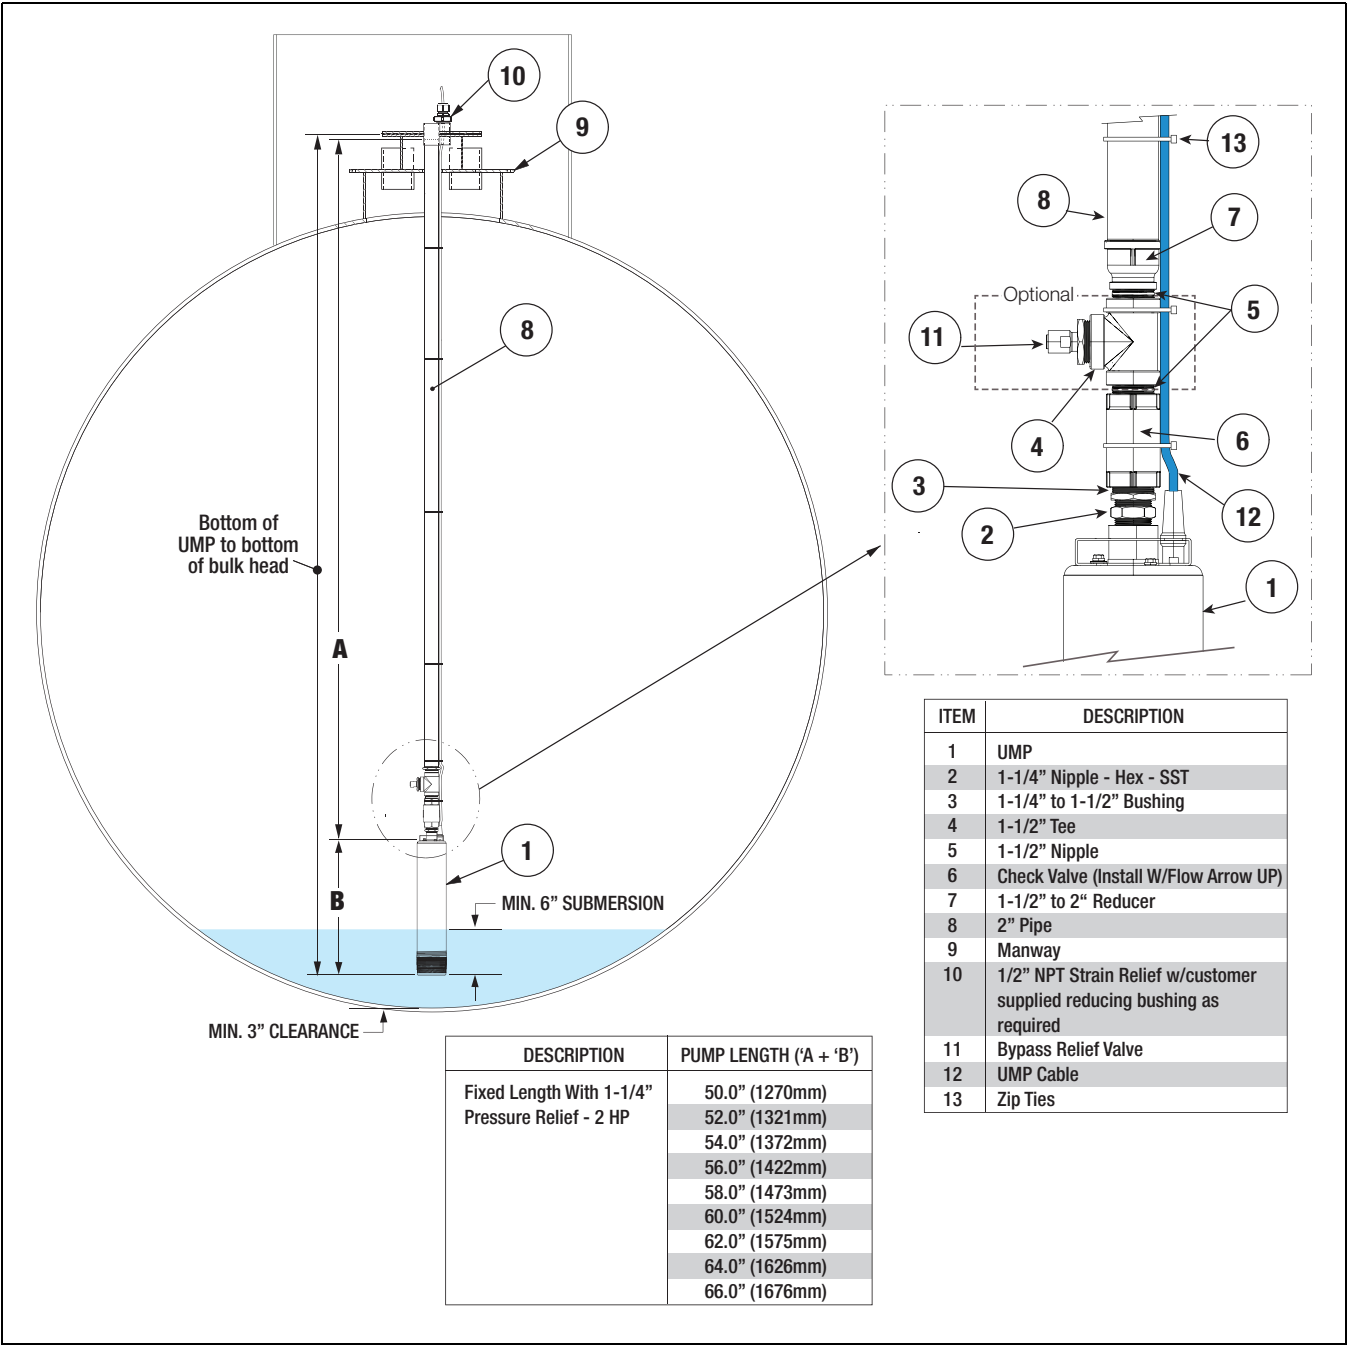 10
9
8
Bottom of
UMP to bottom
of bulk head
A
B
1
MIN. 6” SUBMERSION
MIN. 3” CLEARANCE
13
8
7
Optional
5
11
4
6
3
2
12
1
ITEM DESCRIPTION
1 UMP
2 1-1/4” Nipple - Hex - SST
3 1-1/4” to 1-1/2” Bushing
4 1-1/2” Tee
5 1-1/2” Nipple
6 Check Valve (Install W/Flow Arrow UP)
7 1-1/2” to 2“ Reducer
8 2” Pipe
9 Manway
10 1/2” NPT Strain Relief w/customer
supplied reducing bushing as
required
11 Bypass Relief Valve
12 UMP Cable
13 Zip Ties
DESCRIPTION PUMP LENGTH (‘A + ‘B’)
Fixed Length With 1-1/4” 50.0” (1270mm)
Pressure Relief - 2 HP 52.0” (1321mm)
54.0” (1372mm)
56.0” (1422mm)
58.0” (1473mm)
60.0” (1524mm)
62.0” (1575mm)
64.0” (1626mm)
66.0” (1676mm)